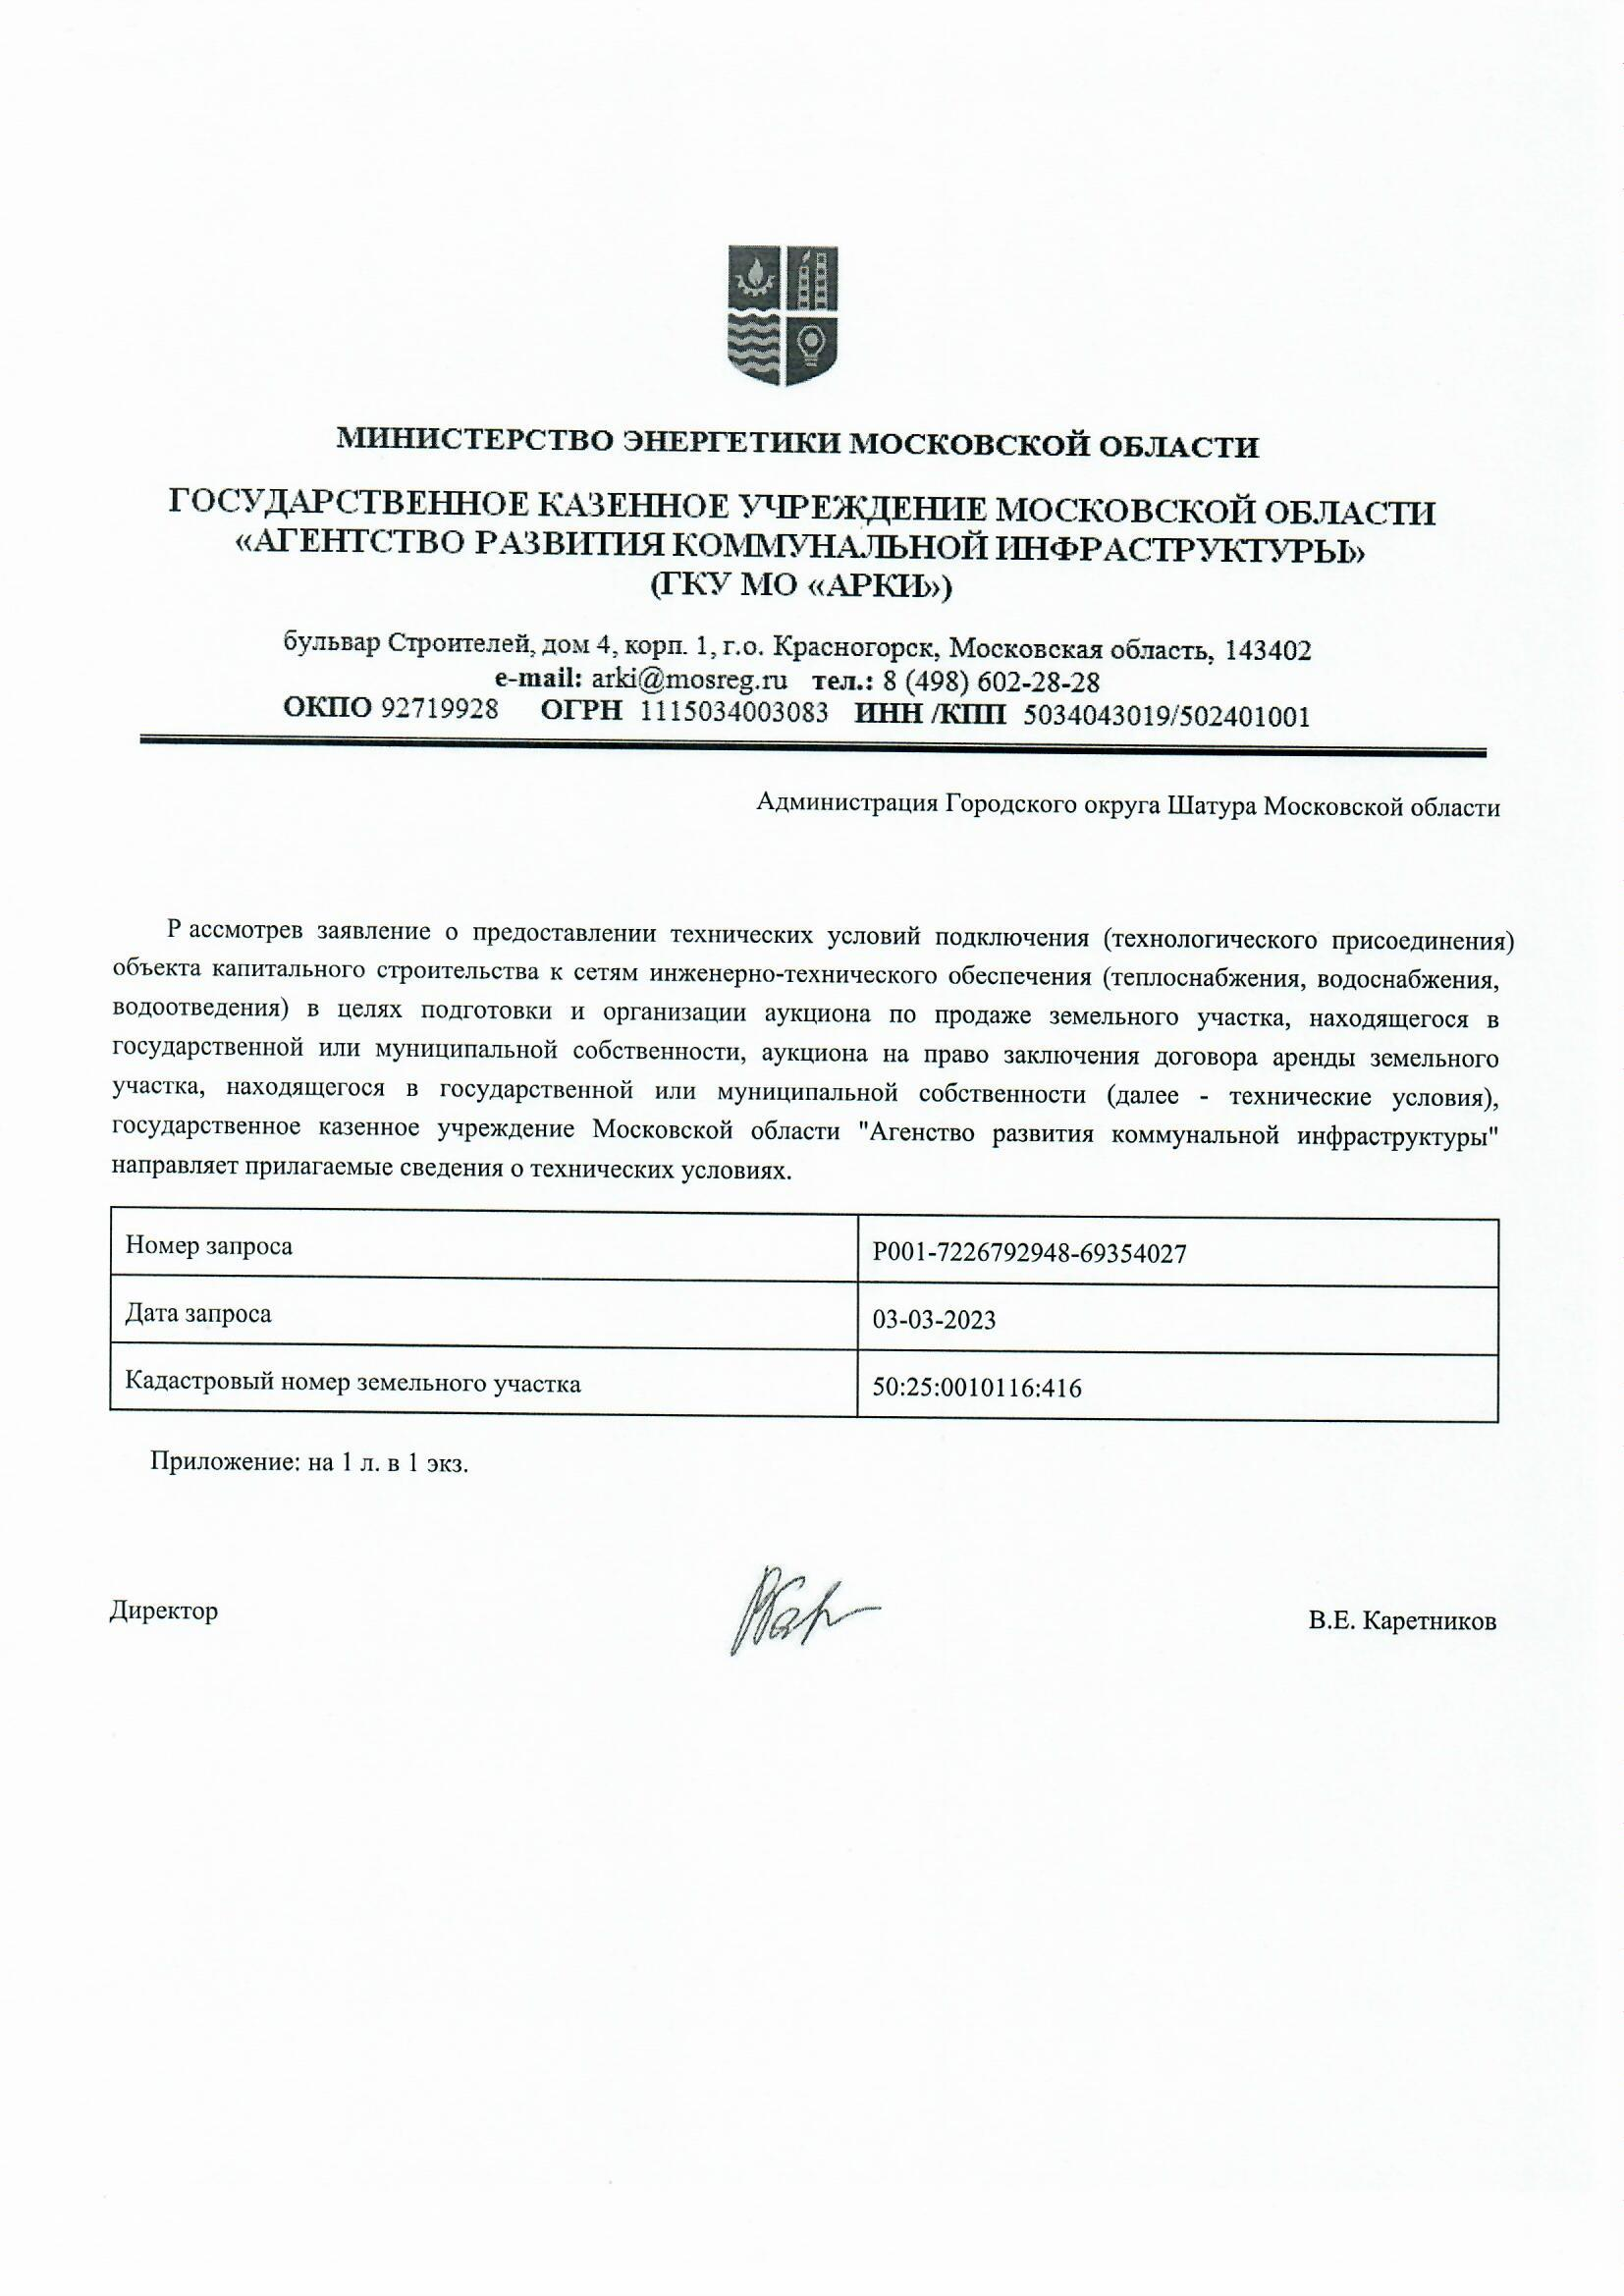 МИНИСТЕРСТВО ЭНЕРГЕТИКИ МОСКОВСКОЙ ОБЛАСТИ
ГОСУДАРСТВЕННОЕ КАЗЕННОЕ УЧРЕЖДЕНИЕ МОСКОВСКОЙ ОБЛАСТИ
«АГЕНТСТВО РАЗВИТИЯ КОММУНАЛЬНОЙ ИНФРАСТРУКТУРЫ»
(ГКУ МО «АРКИ»)
бульвар Строителей, дом 4, корп. 1, г.о. Красногорск, Московская область, 143402
e-mail: arki@mosreg.ru тел.: 8 (498) 602-28-28
ОКПО 92719928 ОГРН 1115034003083 ИНН /КПП 5034043019/502401001
Администрация Городского округа Шатура Московской области
Р ассмотрев заявление о предоставлении технических условий подключения (технологического присоединения)
объекта капитального строительства к сетям инженерно-технического обеспечения (теплоснабжения, водоснабжения,
водоотведения) в целях подготовки и организации аукциона по продаже земельного участка, находящегося в
государственной или муниципальной собственности, аукциона на право заключения договора аренды земельного
участка, находящегося в государственной или муниципальной собственности (далее - технические условия),
государственное казенное учреждение Московской области "Агенство развития коммунальной инфраструктуры"
направляет прилагаемые сведения о технических условиях.
Номер запроса P001-7226792948-69354027
Дата запроса 03-03-2023
Кадастровый номер земельного участка 50:25:0010116:416
Приложение: на 1 л. в 1 экз.
Директор В.Е. Каретников